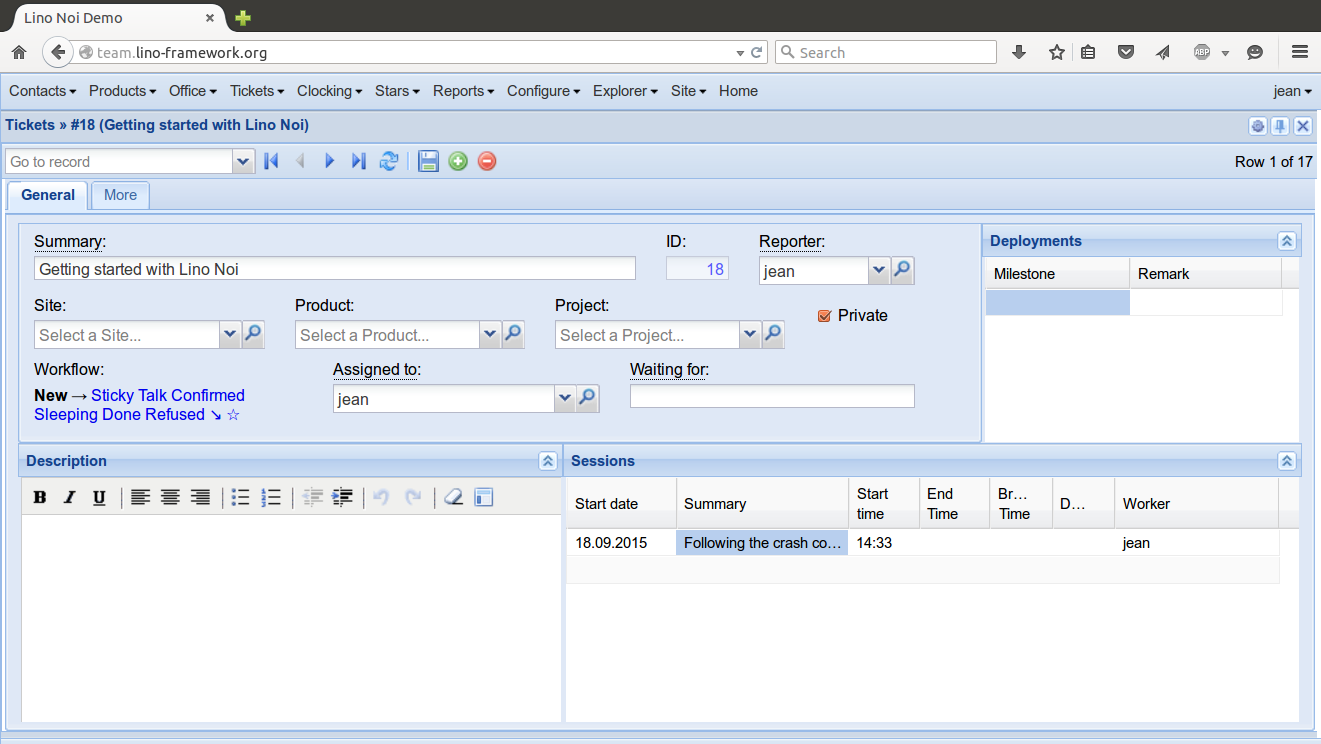 Lino Noi Demo
team.lino-framework.org
Search
ABP
Contacts Products Office Tickets Clocking Stars Reports Configure Explorer Site Home jean
Tickets » #18 (Getting started with Lino Noi)
Go to record
Row 1 of 17
General More
Summary: ID: Reporter:
Getting started with Lino Noi 18 jean
Site: Product: Project:
Select a Site... Select a Product... Select a Project... Private
Workflow: Assigned to: Waiting for:
New → Sticky Talk Confirmed
Sleeping Done Refused ↘ ☆
jean
Deployments
Milestone Remark
Description
B I U
Sessions
Start date Summary Start time End Time Br... Time D... Worker
18.09.2015 Following the crash co... 14:33 jean